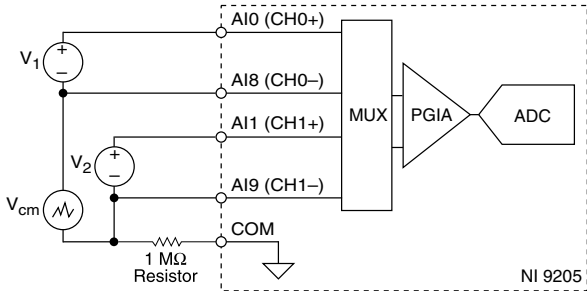 AI0 (CH0+)
V1
AI8 (CH0–)
MUX
PGIA
ADC
AI1 (CH1+)
V2
AI9 (CH1–)
Vcm
COM
1 MΩ
Resistor
NI 9205